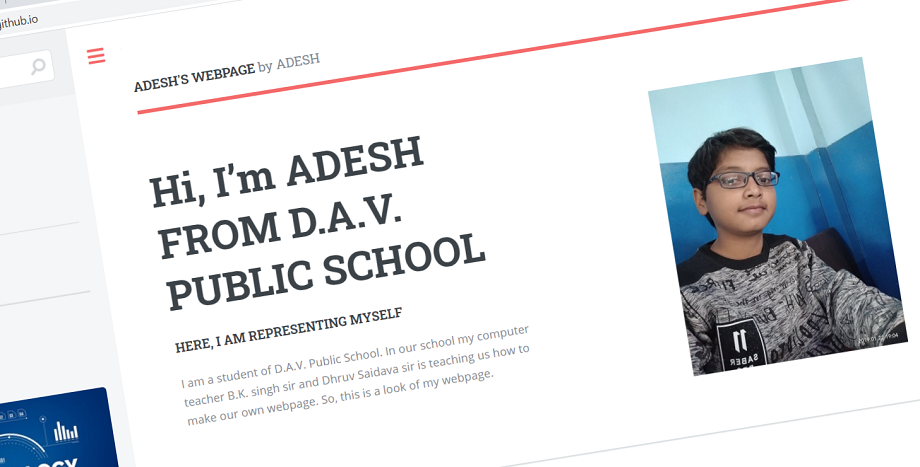 github.io
ADESH'S WEBPAGE by ADESH
Hi, I'm ADESH
FROM D.A.V.
PUBLIC SCHOOL
HERE, I AM REPRESENTING MYSELF
I am a student of D.A.V. Public School. In our school my computer
teacher B.K. singh sir and Dhruv Saidava sir is teaching us how to
make our own webpage. So, this is a look of my webpage.
11
SABER